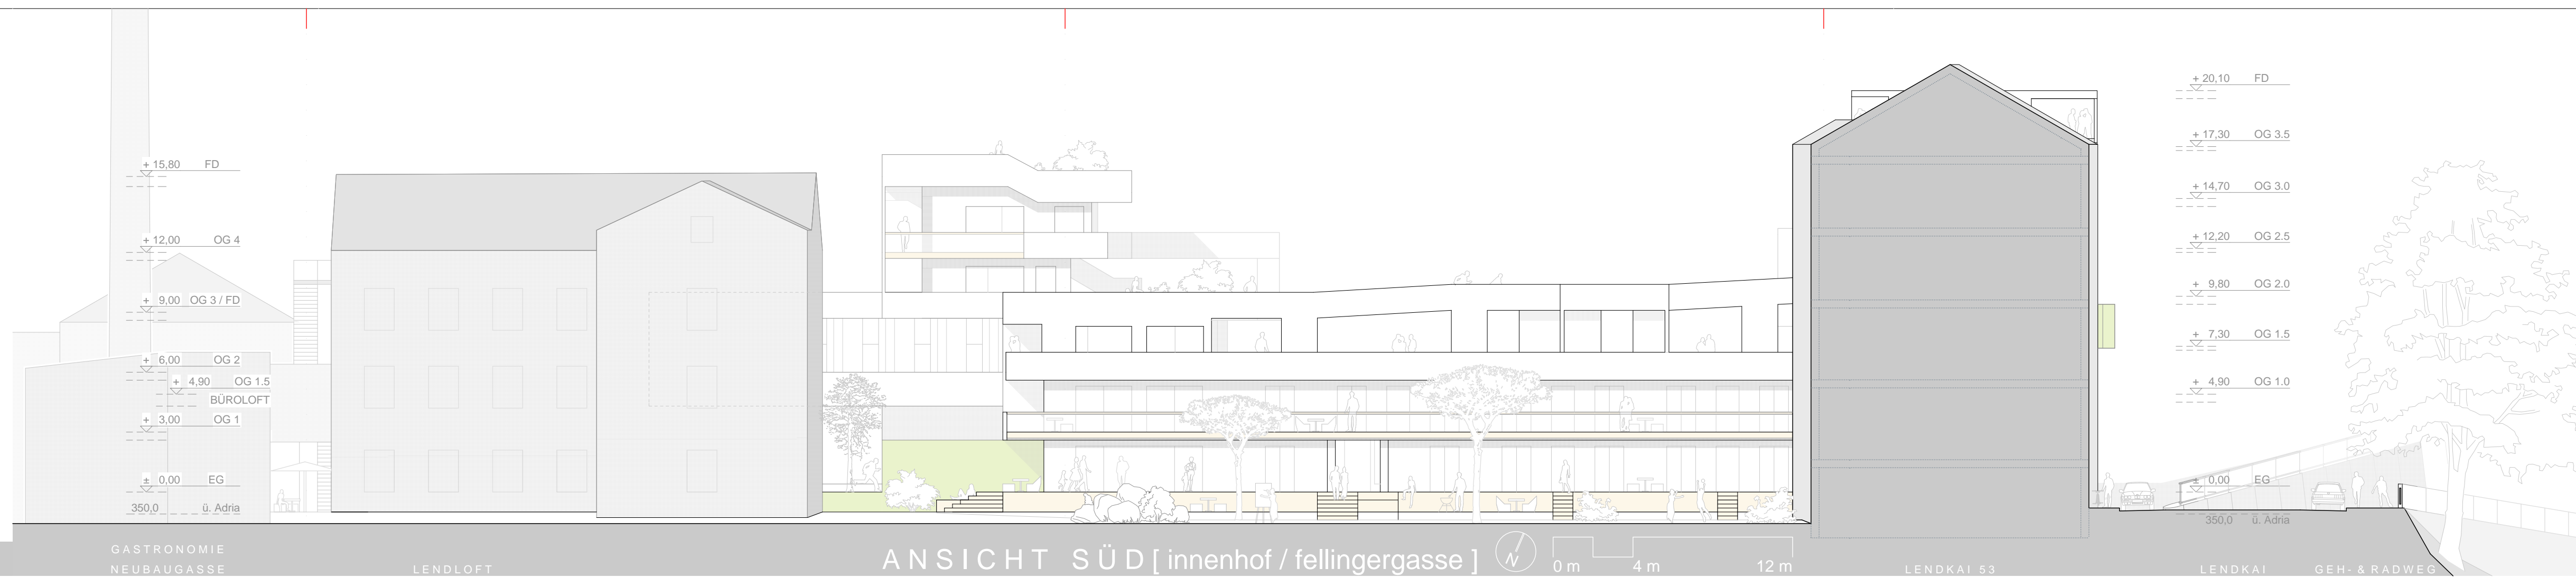 + 15,80 FD
+ 12,00 OG 4
+ 9,00 OG 3 / FD
+ 6,00 OG 2
+ 4,90 OG 1.5
BÜROLOFT
+ 3,00 OG 1
± 0,00 EG
350,0 ü. Adria
+ 20,10 FD
+ 17,30 OG 3.5
+ 14,70 OG 3.0
+ 12,20 OG 2.5
+ 9,80 OG 2.0
+ 7,30 OG 1.5
+ 4,90 OG 1.0
± 0,00 EG
350,0 ü. Adria
GASTRONOMIE
NEUBAUGASSE
LENDLOFT
ANSICHT SÜD [ innenhof / fellingergasse ]
N
0 m 4 m 12 m
LENDKAI 53
LENDKAI
GEH- & RADWEG